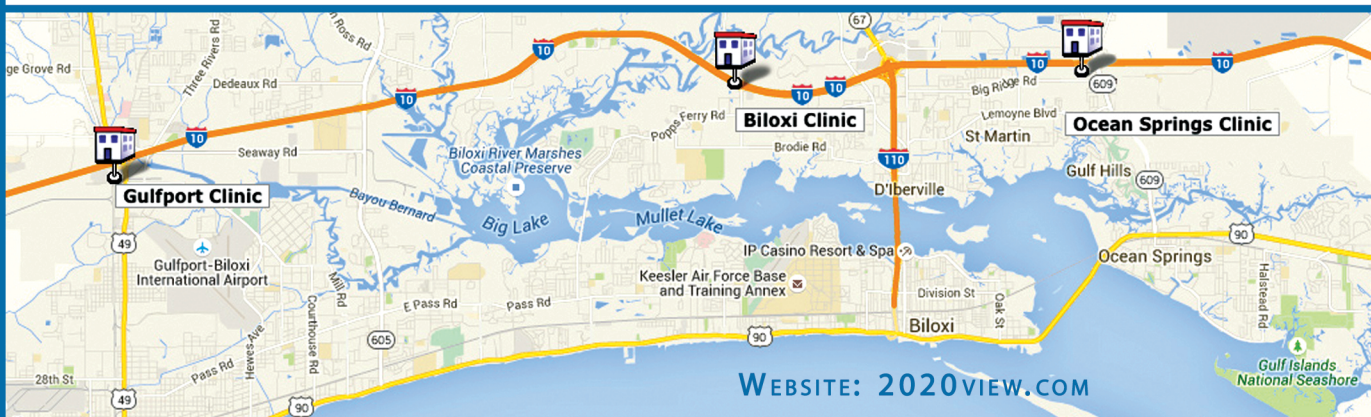 67
Three Rivers Rd
n Ross Rd
10
ge Grove Rd
Dedeaux Rd
10
10
10
10
10
10
Big Ridge Rd
609
Popps Ferry Rd
Biloxi Clinic
Lemoyne Blvd
Ocean Springs Clinic
St Martin
Seaway Rd
Biloxi River Marshes
Coastal Preserve
Brodie Rd
110
Gulf Hills
609
D'Iberville
Gulfport Clinic
Bayou Bernard
Big Lake
Mullet Lake
49
90
Gulfport-Biloxi
International Airport
IP Casino Resort & Spa
Ocean Springs
Keesler Air Force Base
and Training Annex
Mill Rd
E Pass Rd
Pass Rd
Division St
Oak St
Halstead Rd
Courthouse Rd
Hewes Ave
605
90
Biloxi
Pass Rd
28th St
49
90
Gulf Islands
National Seashore
Website: 2020view.com